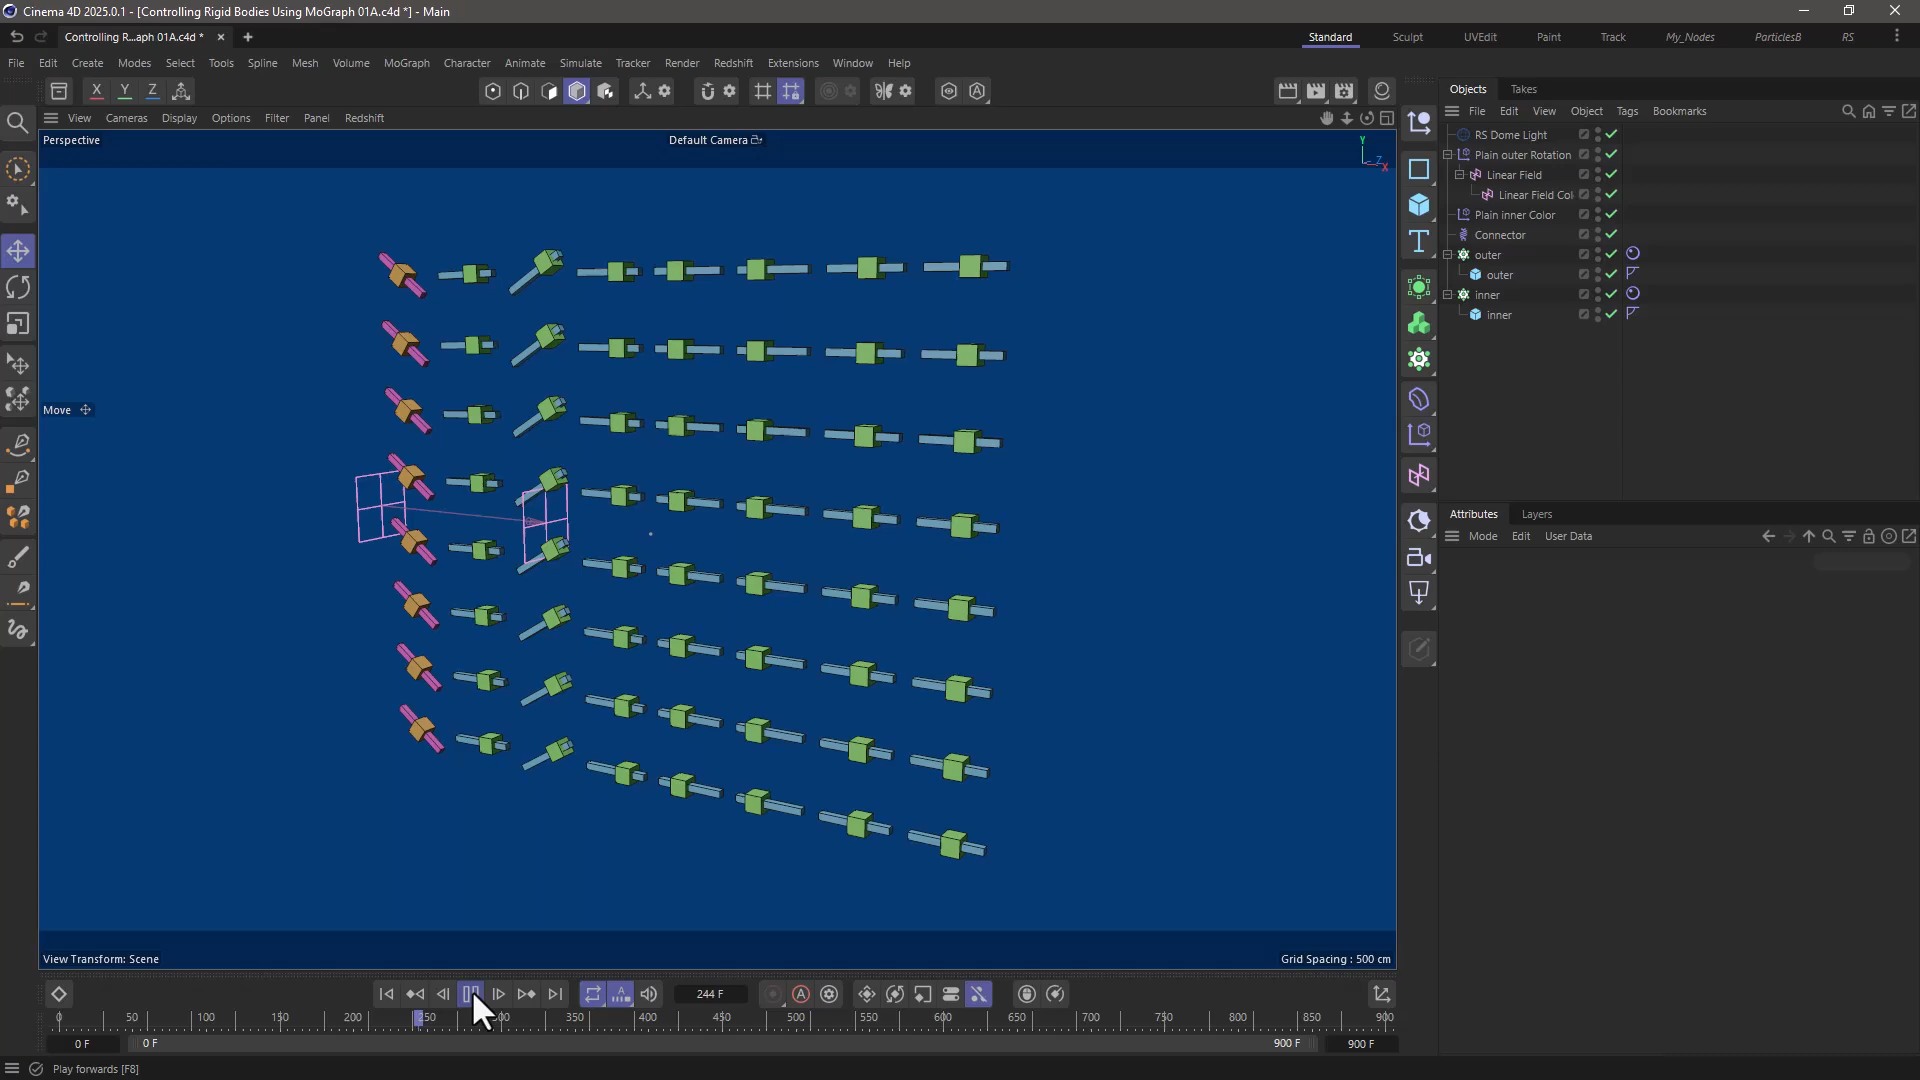 Cinema 4D 2025.0.1 - [Controlling Rigid Bodies Using MoGraph 01A.c4d *] - Main
Controlling R...aph 01A.c4d *
Standard Sculpt UVEdit Paint Track My_Nodes ParticlesB RS
File Edit Create Modes Select Tools Spline Mesh Volume MoGraph Character Animate Simulate Tracker Render Redshift Extensions Window Help
X Y Z
Objects Takes
File Edit View Object Tags Bookmarks
View Cameras Display Options Filter Panel Redshift
Perspective
Default Camera
Y
Z
X
RS Dome Light
Plain outer Rotation
Linear Field
Linear Field Col
Plain inner Color
Connector
outer
outer
inner
inner
Move
Attributes Layers
Mode Edit User Data
View Transform: Scene
Grid Spacing : 500 cm
244 F
0 50 100 150 200 250 300 350 400 450 500 550 600 650 700 750 800 850 900
0 F
0 F
900 F
900 F
Play forwards [F8]